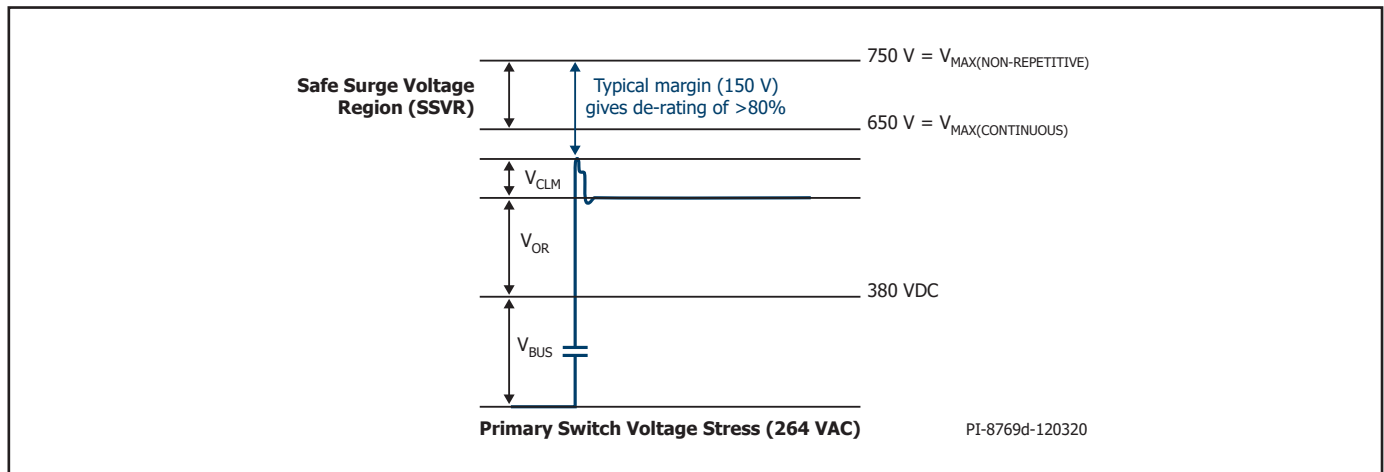 750 V = VMAX(NON-REPETITIVE)
Safe Surge Voltage
Region (SSVR)
Typical margin (150 V)
gives de-rating of >80%
650 V = VMAX(CONTINUOUS)
VCLM
VOR
380 VDC
VBUS
Primary Switch Voltage Stress (264 VAC)
PI-8769d-120320